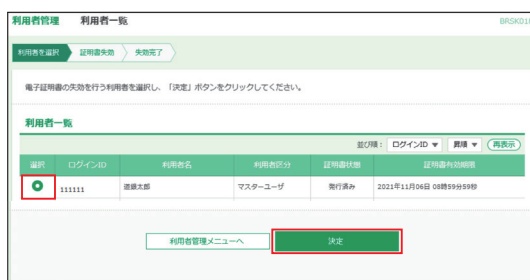 利用者管理 利用者一覧 BRSK010
利用者を選択 証明書失効 失効完了
電子証明書の失効を行う利用者を選択し、「決定」ボタンをクリックしてください。
利用者一覧
並び順： ログインID ▼ 昇順 ▼ 再表示
選択 ログインID 利用者名 利用者区分 証明書状態 証明書有効期限
111111 道銀太郎 マスターユーザ 発行済み 2021年11月06日 08時59分59秒
利用者管理メニューへ 決定